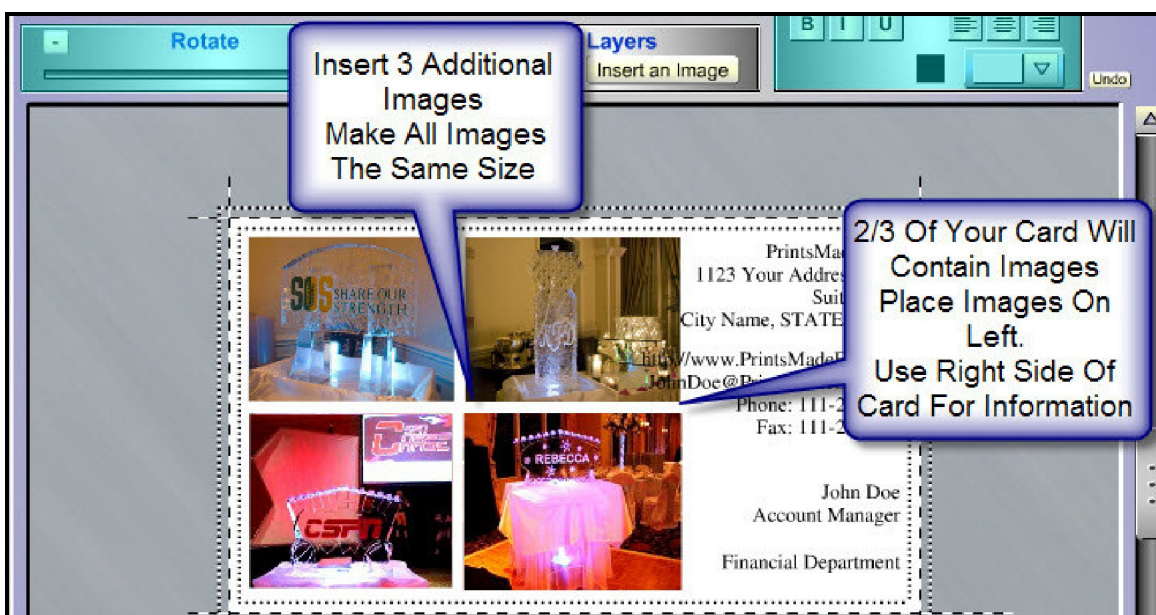 -
Rotate
Layers
Insert an Image
B I U
Undo
Insert 3 Additional
Images
Make All Images
The Same Size
2/3 Of Your Card Will
Contain Images
Place Images On
Left.
Use Right Side Of
Card For Information
SOS SHARE OUR
STRENGTH
CSFN
REBECCA
1123 Your
City Name, STATE
Phone: 111-2
Fax: 111-2
John Doe
Account Manager
Financial Department